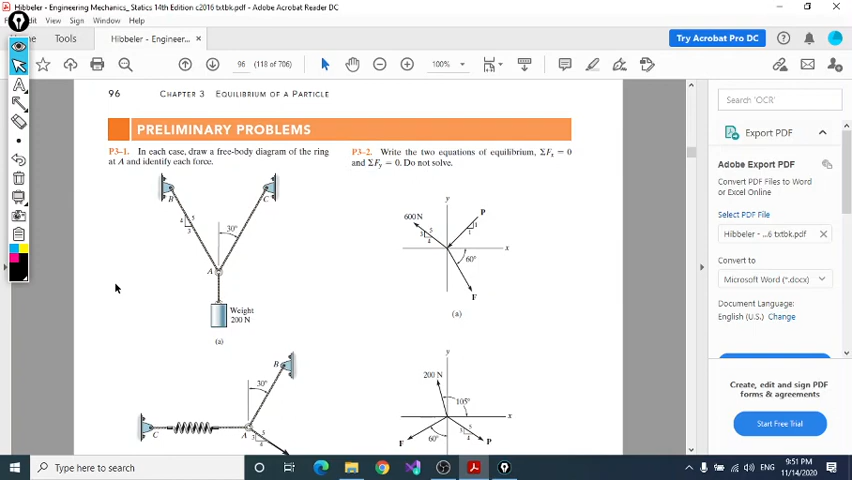 Hibbeler - Engineering Mechanics_ Statics 14th Edition c2016 txtbk.pdf - Adobe Acrobat Reader DC
Edit View Sign Window Help
Tools
Hibbeler - Engineer... ×
Try Acrobat Pro DC
96 (118 of 706)
100%
96 CHAPTER 3 EQUILIBRIUM OF A PARTICLE
PRELIMINARY PROBLEMS
P3–1. In each case, draw a free-body diagram of the ring
at A and identify each force.
B
C
5
4
3
30°
A
Weight
200 N
(a)
B
30°
C
A
3
5
4
P3–2. Write the two equations of equilibrium, ΣFx = 0
and ΣFy = 0. Do not solve.
y
600N
P
5
3
4
1
1
x
60°
F
(a)
y
200 N
105°
x
F
60°
3
5
4
P
Search 'OCR'
Export PDF
Adobe Export PDF
Convert PDF Files to Word
or Excel Online
Select PDF File
Hibbeler - ...6 txtbk.pdf ×
Convert to
Microsoft Word (*.docx)
Document Language:
English (U.S.) Change
Create, edit and sign PDF
forms & agreements
Start Free Trial
Type here to search
ENG
9:51 PM
11/14/2020